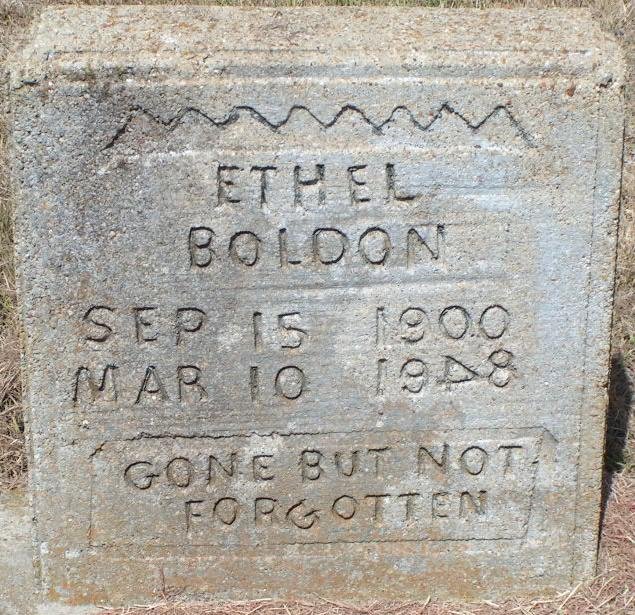 ETHEL
BOLDON
SEP 15 1900
MAR 10 1948
GONE BUT NOT
FORGOTTEN